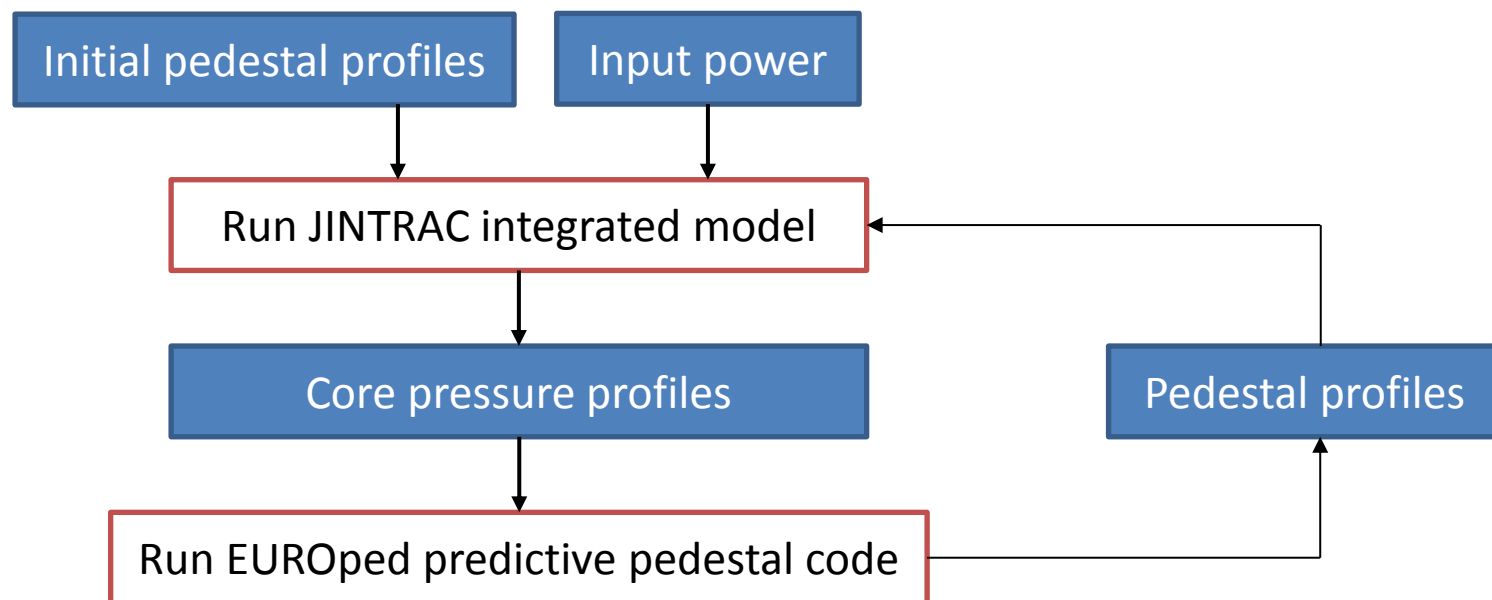 Initial pedestal profiles
Input power
Run JINTRAC integrated model
Core pressure profiles
Pedestal profiles
Run EUROped predictive pedestal code